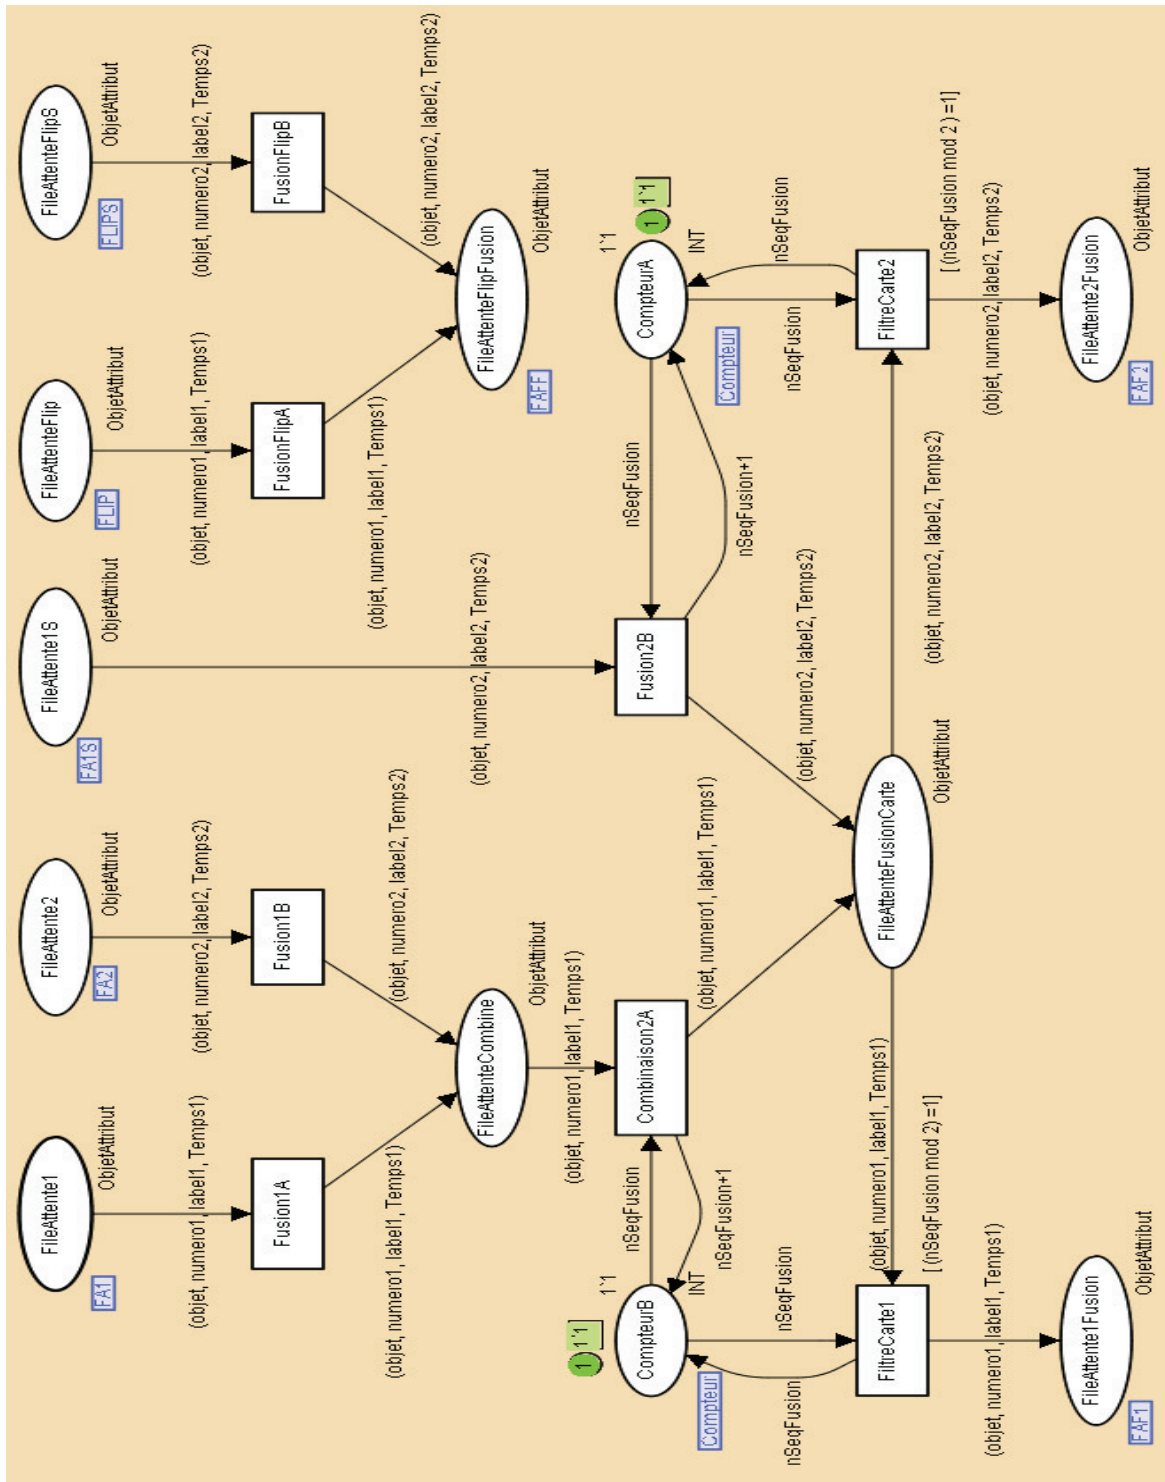 FileAttente1
FA1
ObjetAttribut
FileAttente2
FA2
ObjetAttribut
FileAttente1S
FA1S
ObjetAttribut
FileAttenteFlip
FLIP
ObjetAttribut
FileAttenteFlipS
FLIPS
ObjetAttribut
(objet, numero1, label1, Temps1)
(objet, numero2, label2, Temps2)
(objet, numero1, label1, Temps1)
(objet, numero2, label2, Temps2)
Fusion1A
Fusion1B
FusionFlipA
FusionFlipB
(objet, numero1, label1, Temps1)
(objet, numero2, label2, Temps2)
(objet, numero1, label1, Temps1)
(objet, numero2, label2, Temps2)
FileAttenteCombine
ObjetAttribut
(objet, numero2, label2, Temps2)
FileAttenteFlipFusion
FAFF
ObjetAttribut
(objet, numero1, label1, Temps1)
1 1`1
1`1
CompteurB
INT
Compteur
nSeqFusion
nSeqFusion+1
Combinaison2A
Fusion2B
nSeqFusion
nSeqFusion+1
1`1
1 1`1
CompteurA
INT
Compteur
(objet, numero1, label1, Temps1)
(objet, numero2, label2, Temps2)
nSeqFusion
nSeqFusion
nSeqFusion
nSeqFusion
FiltreCarte1
(objet, numero1, label1, Temps1)
[ (nSeqFusion mod 2) =1]
FileAttenteFusionCarte
ObjetAttribut
(objet, numero2, label2, Temps2)
FiltreCarte2
[ (nSeqFusion mod 2 ) =1]
(objet, numero1, label1, Temps1)
(objet, numero2, label2, Temps2)
FileAttente1Fusion
FAF1
ObjetAttribut
FileAttente2Fusion
FAF2
ObjetAttribut